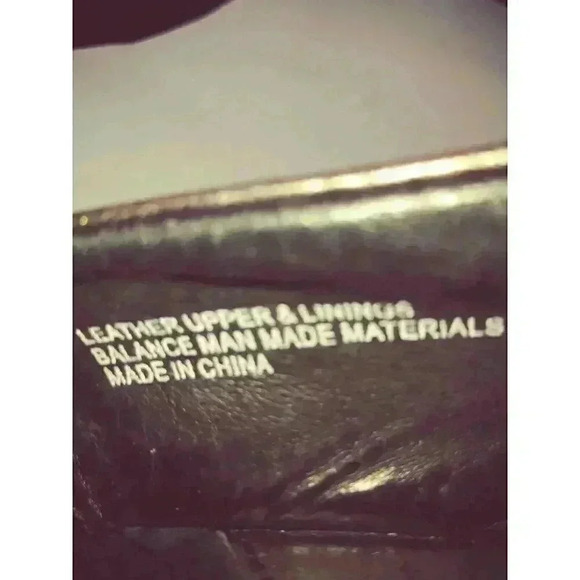 LEATHER UPPER & LININGS
BALANCE MAN MADE MATERIALS
MADE IN CHINA